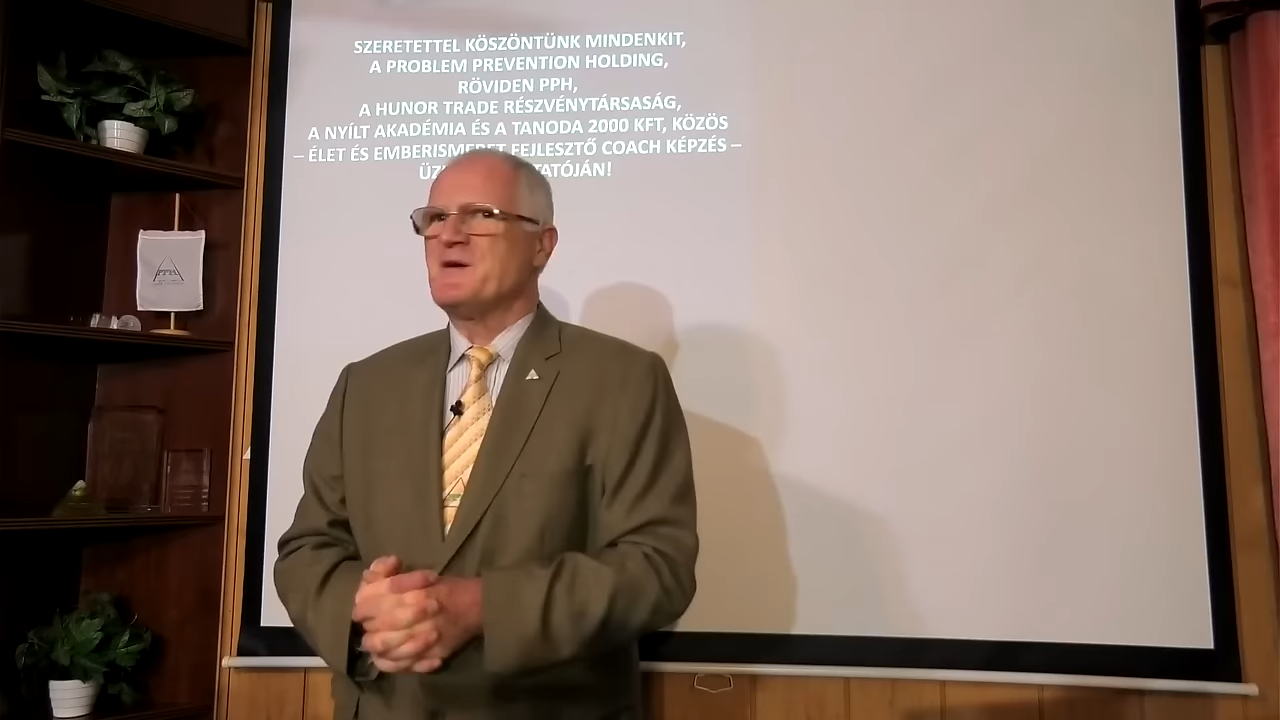 SZERETETTEL KÖSZÖNTÜNK MINDENKIT,
A PROBLEM PREVENTION HOLDING,
RÖVIDEN PPH,
A HUNOR TRADE RÉSZVÉNYTÁRSASÁG,
A NYÍLT AKADÉMIA ÉS A TANODA 2000 KFT, KÖZÖS
– ÉLET ÉS EMBERISMERET FEJLESZTŐ COACH KÉPZÉS –